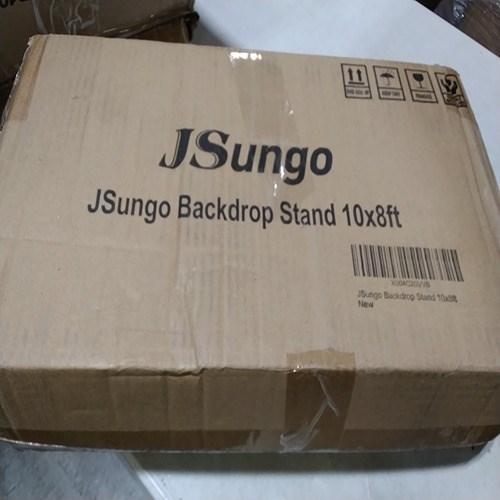 JSungo
JSungo Backdrop Stand 10x8ft
JSungo Backdrop Stand 10x8ft
New